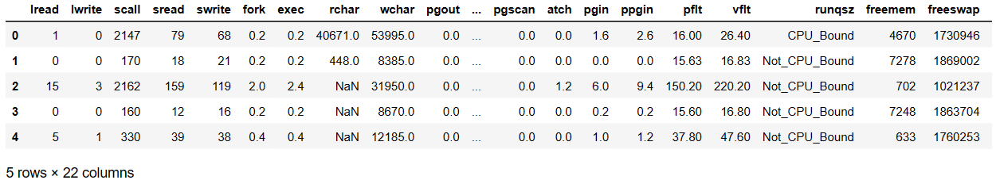 lread lwrite scall sread swrite fork exec rchar wchar pgout ... pgscan atch pgin ppgin pflt vflt runqsz freemem freeswap
0 1 0 2147 79 68 0.2 0.2 40671.0 53995.0 0.0 ... 0.0 0.0 1.6 2.6 16.00 26.40 CPU_Bound 4670 1730946
1 0 0 170 18 21 0.2 0.2 448.0 8385.0 0.0 ... 0.0 0.0 0.0 0.0 15.63 16.83 Not_CPU_Bound 7278 1869002
2 15 3 2162 159 119 2.0 2.4 NaN 31950.0 0.0 ... 0.0 1.2 6.0 9.4 150.20 220.20 Not_CPU_Bound 702 1021237
3 0 0 160 12 16 0.2 0.2 NaN 8670.0 0.0 ... 0.0 0.0 0.2 0.2 15.60 16.80 Not_CPU_Bound 7248 1863704
4 5 1 330 39 38 0.4 0.4 NaN 12185.0 0.0 ... 0.0 0.0 1.0 1.2 37.80 47.60 Not_CPU_Bound 633 1760253
5 rows × 22 columns